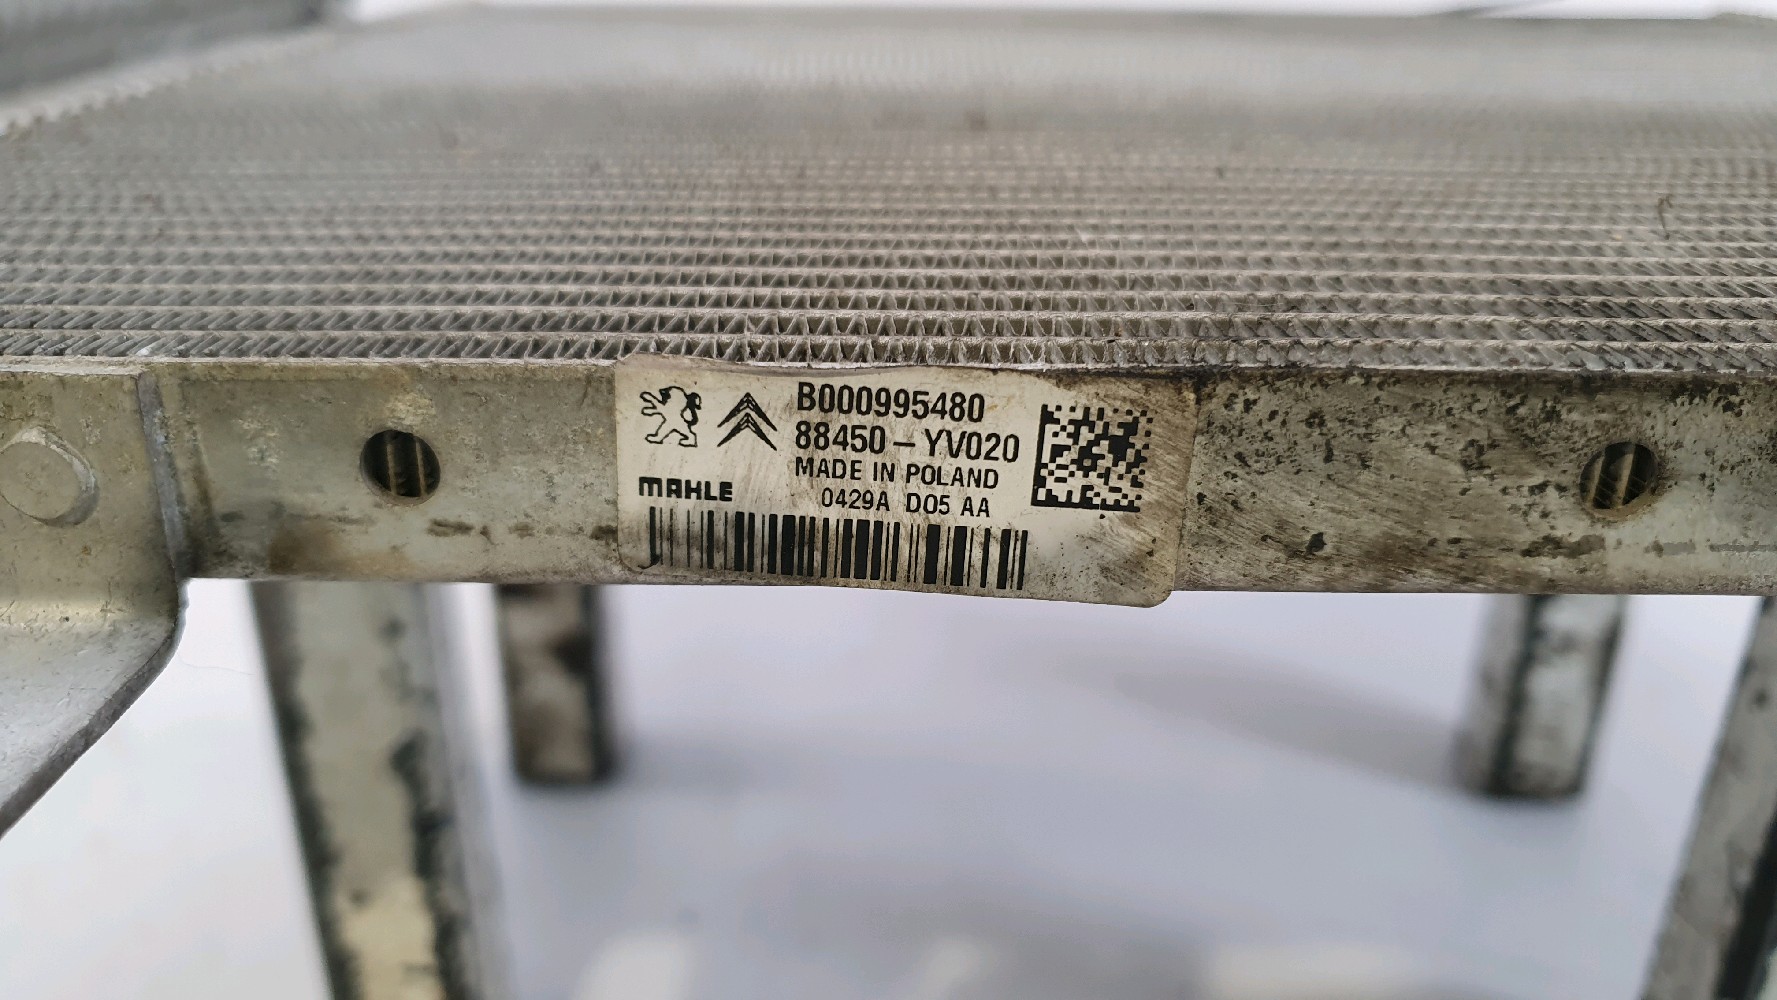 B000995480
88450-YV020
MADE IN POLAND
MAHLE
0429A D05 AA